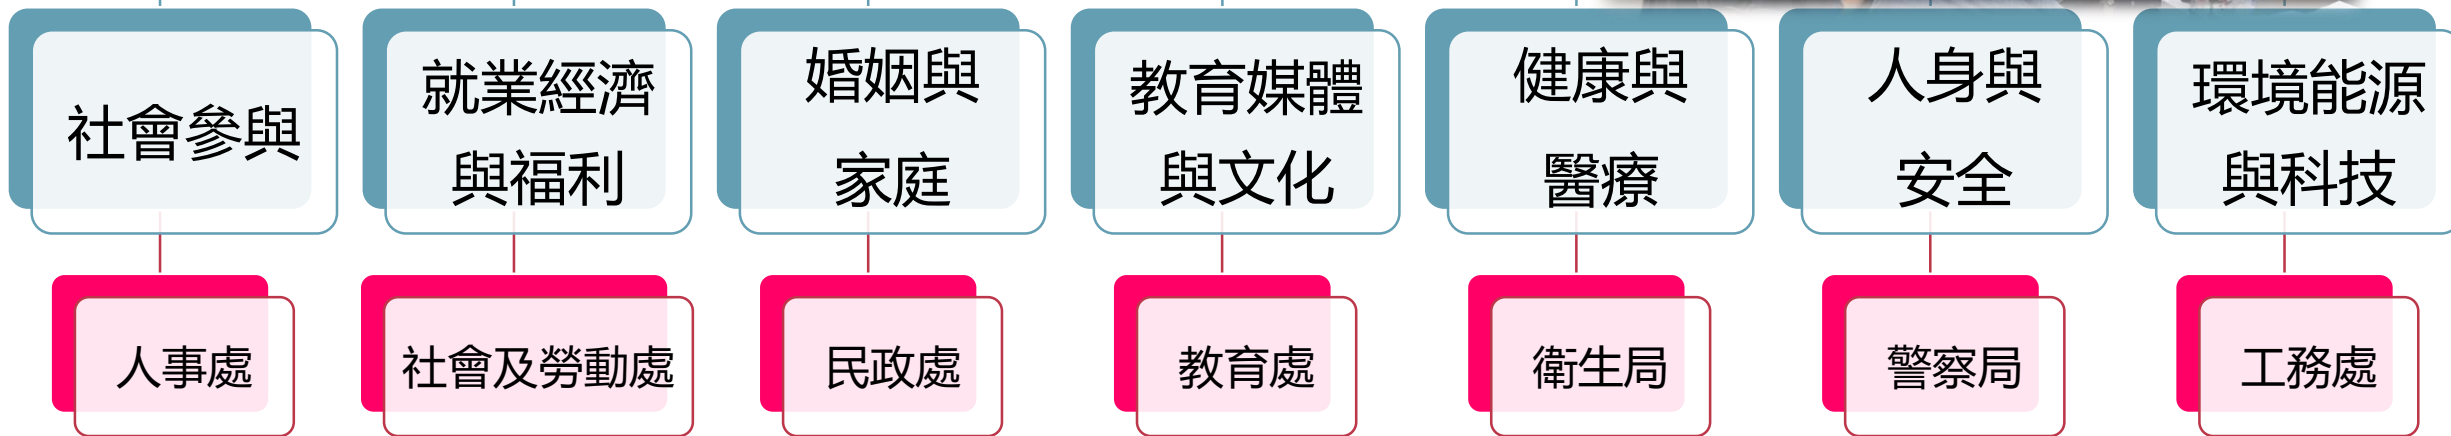 社會參與
就業經濟
與福利
婚姻與
家庭
教育媒體
與文化
健康與
醫療
人身與
安全
環境能源
與科技
人事處
社會及勞動處
民政處
教育處
衛生局
警察局
工務處